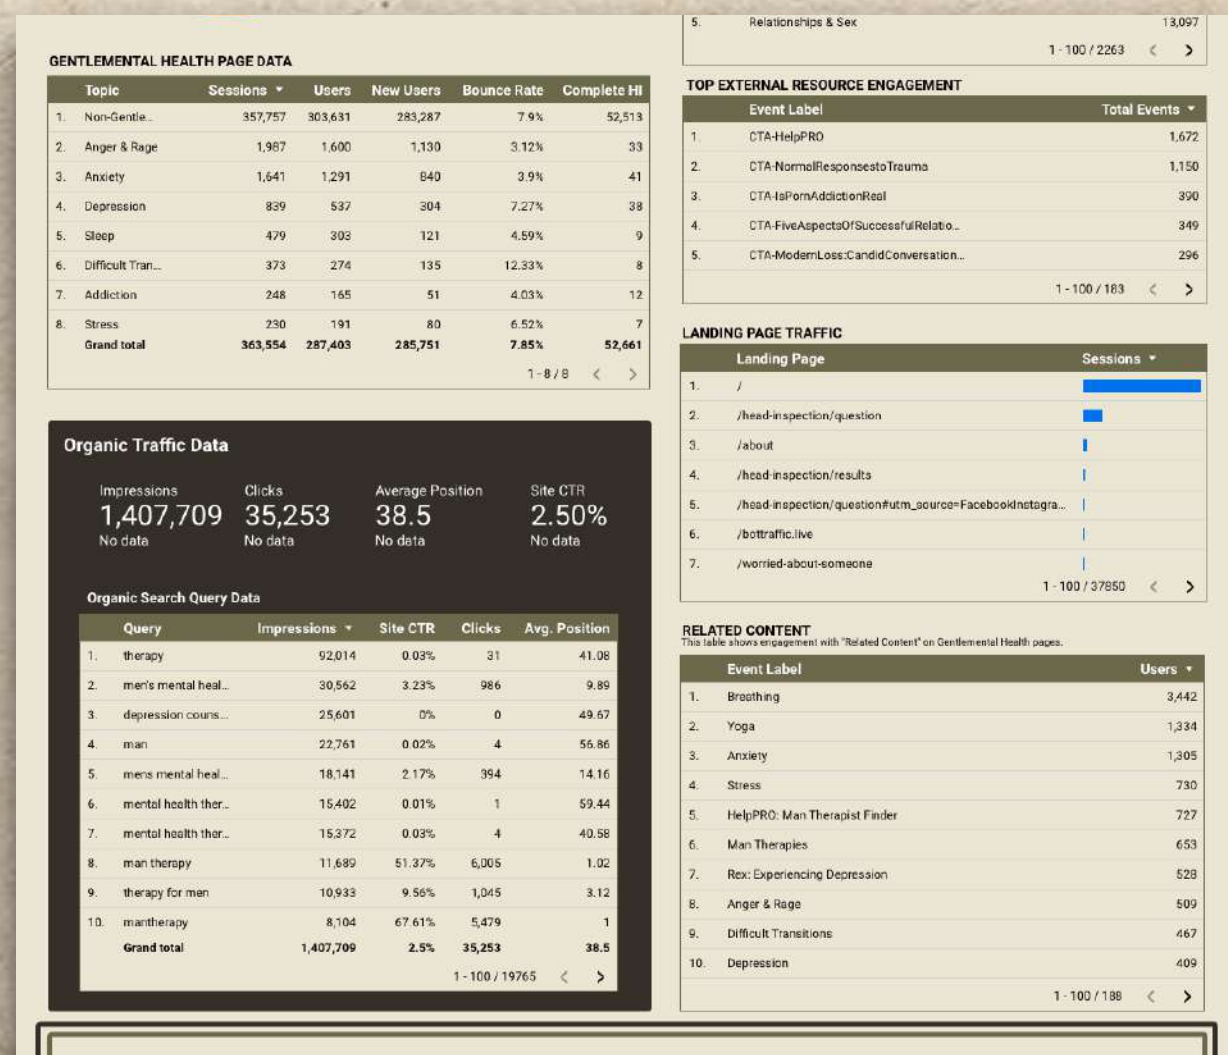 GENTLEMENTAL HEALTH PAGE DATA
Topic Sessions Users New Users Bounce Rate Complete HI
1. Non-Gentle... 357,757 303,631 283,287 7.9% 52,513
2. Anger & Rage 1,987 1,600 1,130 3.12% 33
3. Anxiety 1,641 1,291 840 3.9% 41
4. Depression 839 537 304 7.27% 38
5. Sleep 479 303 121 4.59% 9
6. Difficult Tran... 373 274 135 12.33% 8
7. Addiction 248 165 51 4.03% 12
8. Stress 230 191 80 6.52% 7
Grand total 363,554 287,403 285,751 7.85% 52,661
1 - 8 / 8 < >
Organic Traffic Data
Impressions Clicks Average Position Site CTR
1,407,709 35,253 38.5 2.50%
No data No data No data No data
Organic Search Query Data
Query Impressions Site CTR Clicks Avg. Position
1. therapy 92,014 0.03% 31 41.08
2. men's mental heal... 30,562 3.23% 986 9.89
3. depression couns... 25,601 0% 0 49.67
4. man 22,761 0.02% 4 56.86
5. mens mental heal... 18,141 2.17% 394 14.16
6. mental health ther... 15,402 0.01% 1 59.44
7. mental health ther... 15,372 0.03% 4 40.58
8. man therapy 11,689 51.37% 6,005 1.02
9. therapy for men 10,933 9.56% 1,045 3.12
10. mantherapy 8,104 67.61% 5,479 1
Grand total 1,407,709 2.5% 35,253 38.5
1 - 100 / 19765 < >
5. Relationships & Sex 13,097
1 - 100 / 2263 < >
TOP EXTERNAL RESOURCE ENGAGEMENT
Event Label Total Events
1. CTA-HelpPRO 1,672
2. CTA-NormalResponsestoTrauma 1,150
3. CTA-IsPornAddictionReal 390
4. CTA-FiveAspectsOfSuccessfulRelatio... 349
5. CTA-ModernLoss:CandidConversation... 296
1 - 100 / 183 < >
LANDING PAGE TRAFFIC
Landing Page Sessions
1. /
2. /head-inspection/question
3. /about
4. /head-inspection/results
5. /head-inspection/question#utm_source=FacebookInstagra...
6. /bottraffic.live
7. /worried-about-someone
1 - 100 / 37850 < >
RELATED CONTENT
This table shows engagement with "Related Content" on Gentlemental Health pages.
Event Label Users
1. Breathing 3,442
2. Yoga 1,334
3. Anxiety 1,305
4. Stress 730
5. HelpPRO: Man Therapist Finder 727
6. Man Therapies 653
7. Rex: Experiencing Depression 528
8. Anger & Rage 509
9. Difficult Transitions 467
10. Depression 409
1 - 100 / 188 < >